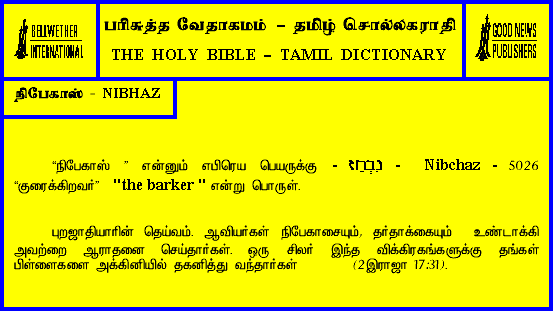 BELLWETHER
INTERNATIONAL
பரிசுத்த வேதாகமம் – தமிழ் சொல்லகராதி
THE HOLY BIBLE – TAMIL DICTIONARY
GOOD NEWS
PUBLISHERS
நிபேகாஸ் - NIBHAZ
“நிபேகாஸ் ” என்னும் எபிரெய பெயருக்கு - נִבְחַז - Nibchaz - 5026
“குரைக்கிறவர்” "the barker " என்று பொருள்.
புறஜாதியாரின் தெய்வம். ஆவியர்கள் நிபேகாசையும், தர்தாக்கையும் உண்டாக்கி
அவற்றை ஆராதனை செய்தார்கள். ஒரு சிலர் இந்த விக்கிரகங்களுக்கு தங்கள்
பிள்ளைகளை அக்கினியில் தகனித்து வந்தார்கள் (2இராஜா 17:31).